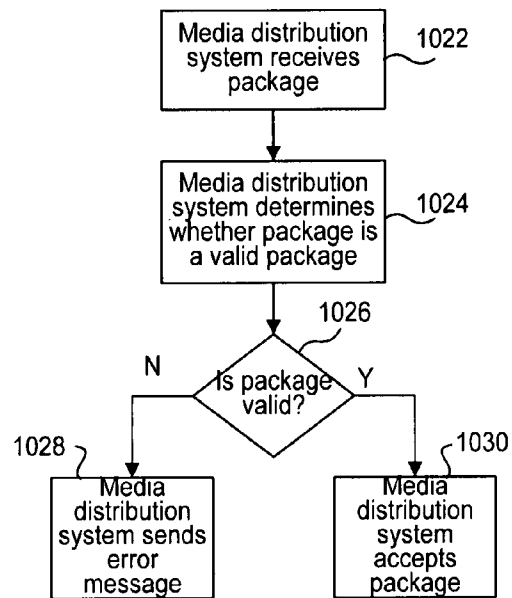 Media distribution
system receives
package
1022
Media distribution
system determines
whether package is
a valid package
1024
1026
N
Is package
valid?
Y
1028
Media
distribution
system sends
error
message
1030
Media
distribution
system
accepts
package